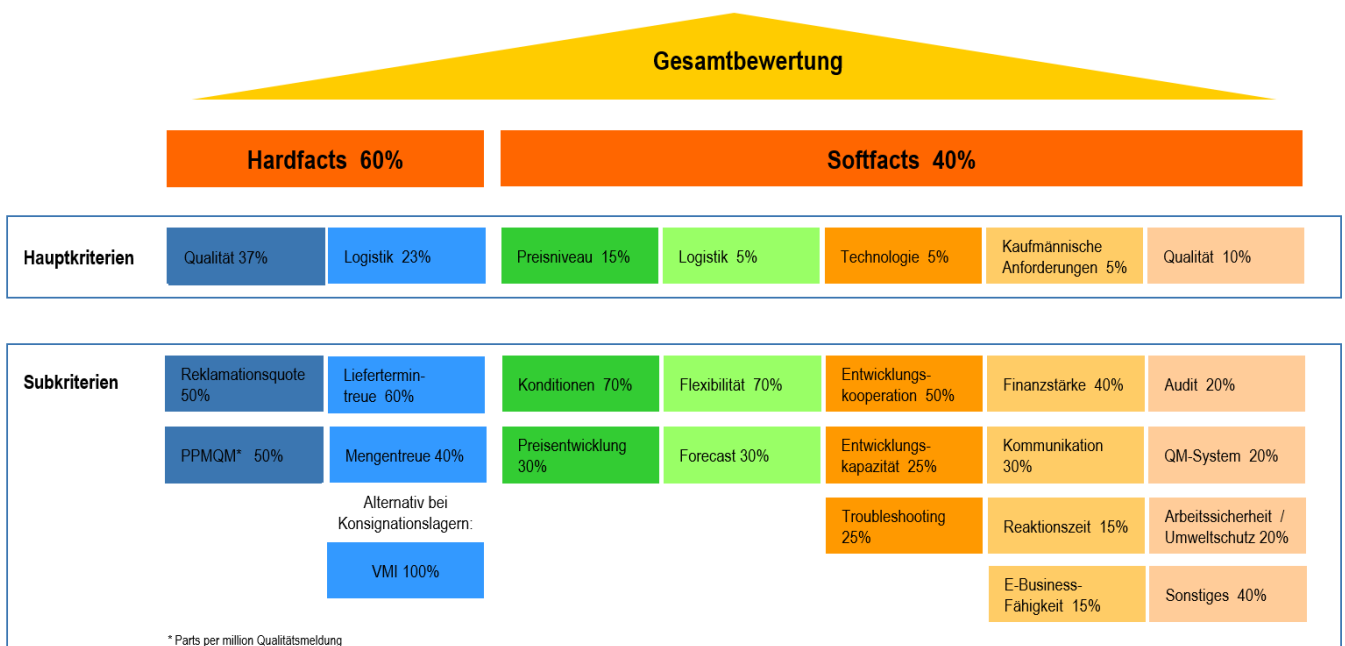 Gesamtbewertung
Hardfacts 60%
Softfacts 40%
Hauptkriterien
Qualität 37%
Logistik 23%
Preisniveau 15%
Logistik 5%
Technologie 5%
Kaufmännische
Anforderungen 5%
Qualität 10%
Subkriterien
Reklamationsquote
50%
Liefertermin-
treue 60%
Konditionen 70%
Flexibilität 70%
Entwicklungs-
kooperation 50%
Finanzstärke 40%
Audit 20%
PPMQM* 50%
Mengentreue 40%
Preisentwicklung
30%
Forecast 30%
Entwicklungs-
kapazität 25%
Kommunikation
30%
QM-System 20%
Alternativ bei
Konsignationslagern:
Troubleshooting
25%
Reaktionszeit 15%
Arbeitssicherheit /
Umweltschutz 20%
VMI 100%
E-Business-
Fähigkeit 15%
Sonstiges 40%
* Parts per million Qualitätsmeldung